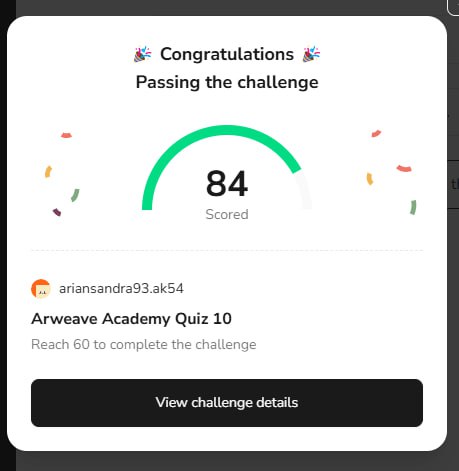 🎉 Congratulations 🎉
Passing the challenge
84
Scored
ariansandra93.ak54
Arweave Academy Quiz 10
Reach 60 to complete the challenge
View challenge details